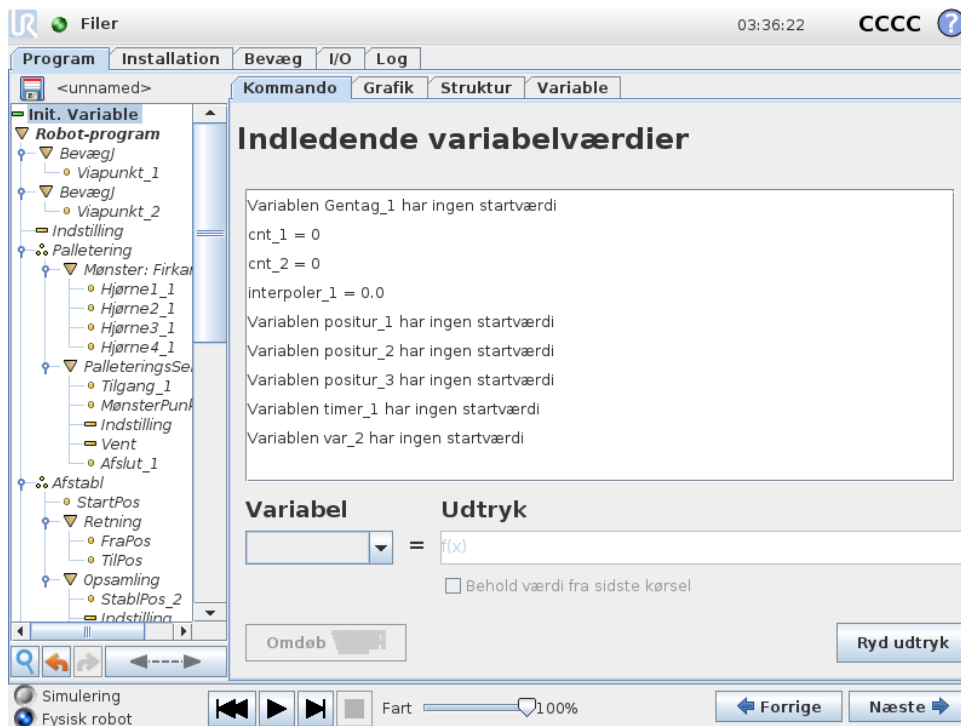 UR Filer 03:36:22 CCCC ?
Program Installation Bevæg I/O Log
<unnamed>
Kommando Grafik Struktur Variable
Init. Variable
Robot-program
BevægJ
Viapunkt_1
BevægJ
Viapunkt_2
Indstilling
Palletering
Mønster: Firkan
Hjørne1_1
Hjørne2_1
Hjørne3_1
Hjørne4_1
PalleteringsSe
Tilgang_1
MønsterPunk
Indstilling
Vent
Afslut_1
Afstabl
StartPos
Retning
FraPos
TilPos
Opsamling
StablPos_2
Indstilling
Indledende variabelværdier
Variablen Gentag_1 har ingen startværdi
cnt_1 = 0
cnt_2 = 0
interpoler_1 = 0.0
Variablen positur_1 har ingen startværdi
Variablen positur_2 har ingen startværdi
Variablen positur_3 har ingen startværdi
Variablen timer_1 har ingen startværdi
Variablen var_2 har ingen startværdi
Variabel Udtryk
= f(x)
Behold værdi fra sidste kørsel
Omdøb
Ryd udtryk
Simulering
Fysisk robot
Fart 100%
Forrige Næste